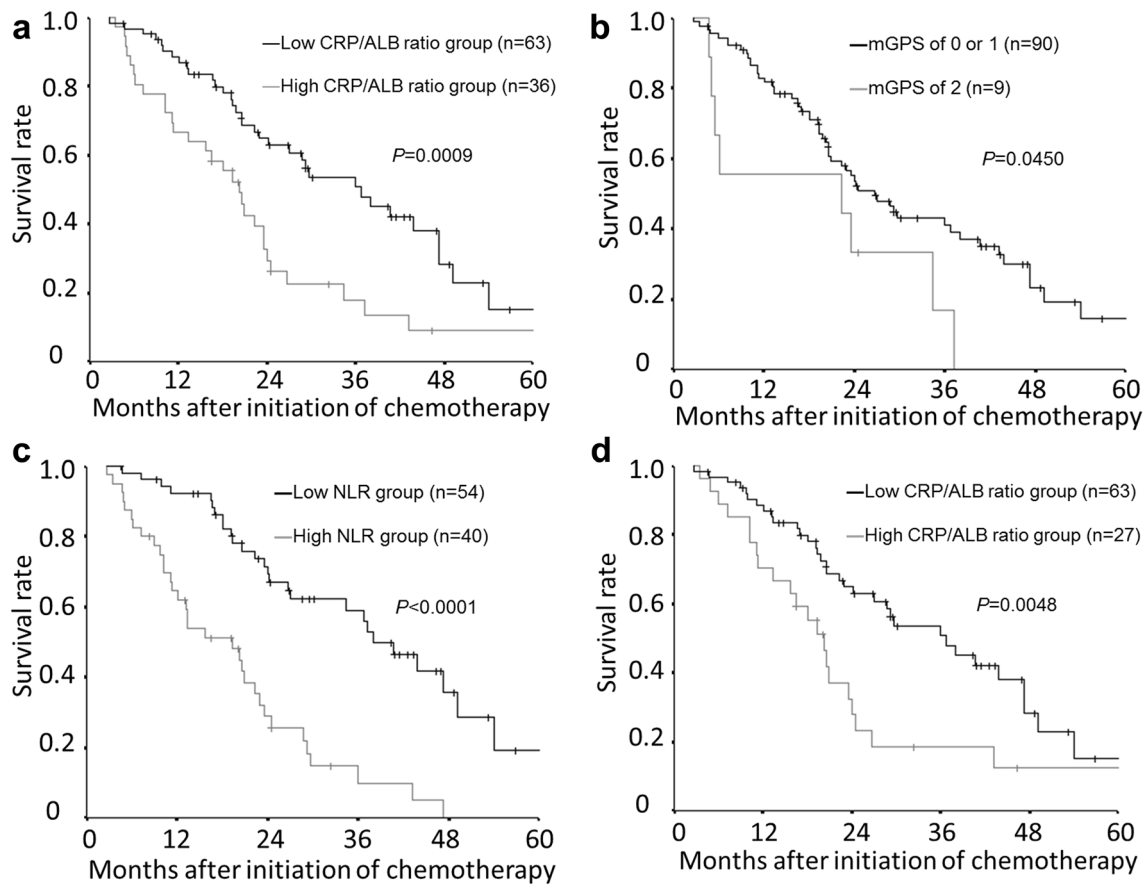 a
Survival rate
1.0
0.8
0.6
0.4
0.2
0
Low CRP/ALB ratio group (n=63)
High CRP/ALB ratio group (n=36)
P=0.0009
0 12 24 36 48 60
Months after initiation of chemotherapy
b
Survival rate
1.0
0.8
0.6
0.4
0.2
0
mGPS of 0 or 1 (n=90)
mGPS of 2 (n=9)
P=0.0450
0 12 24 36 48 60
Months after initiation of chemotherapy
c
Survival rate
1.0
0.8
0.6
0.4
0.2
0
Low NLR group (n=54)
High NLR group (n=40)
P<0.0001
0 12 24 36 48 60
Months after initiation of chemotherapy
d
Survival rate
1.0
0.8
0.6
0.4
0.2
0
Low CRP/ALB ratio group (n=63)
High CRP/ALB ratio group (n=27)
P=0.0048
0 12 24 36 48 60
Months after initiation of chemotherapy